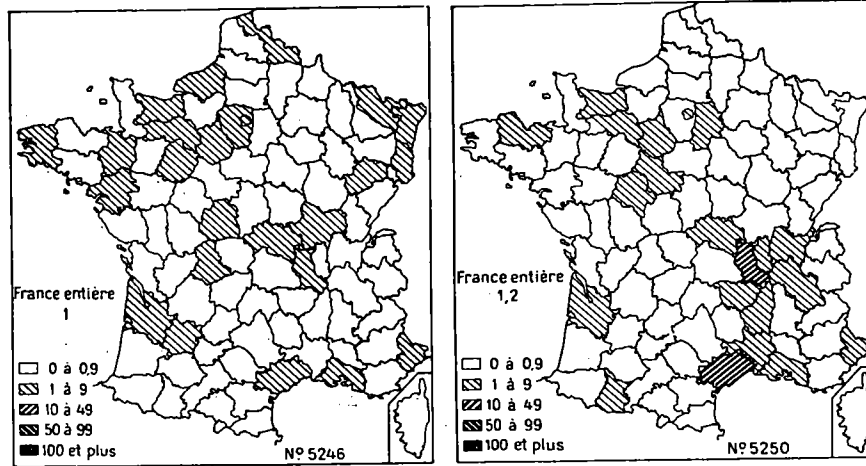 France entière
1
0 à 0,9
1 à 9
10 à 49
50 à 99
100 et plus
Nº 5246
France entière
1,2
0 à 0,9
1 à 9
10 à 49
50 à 99
100 et plus
Nº 5250